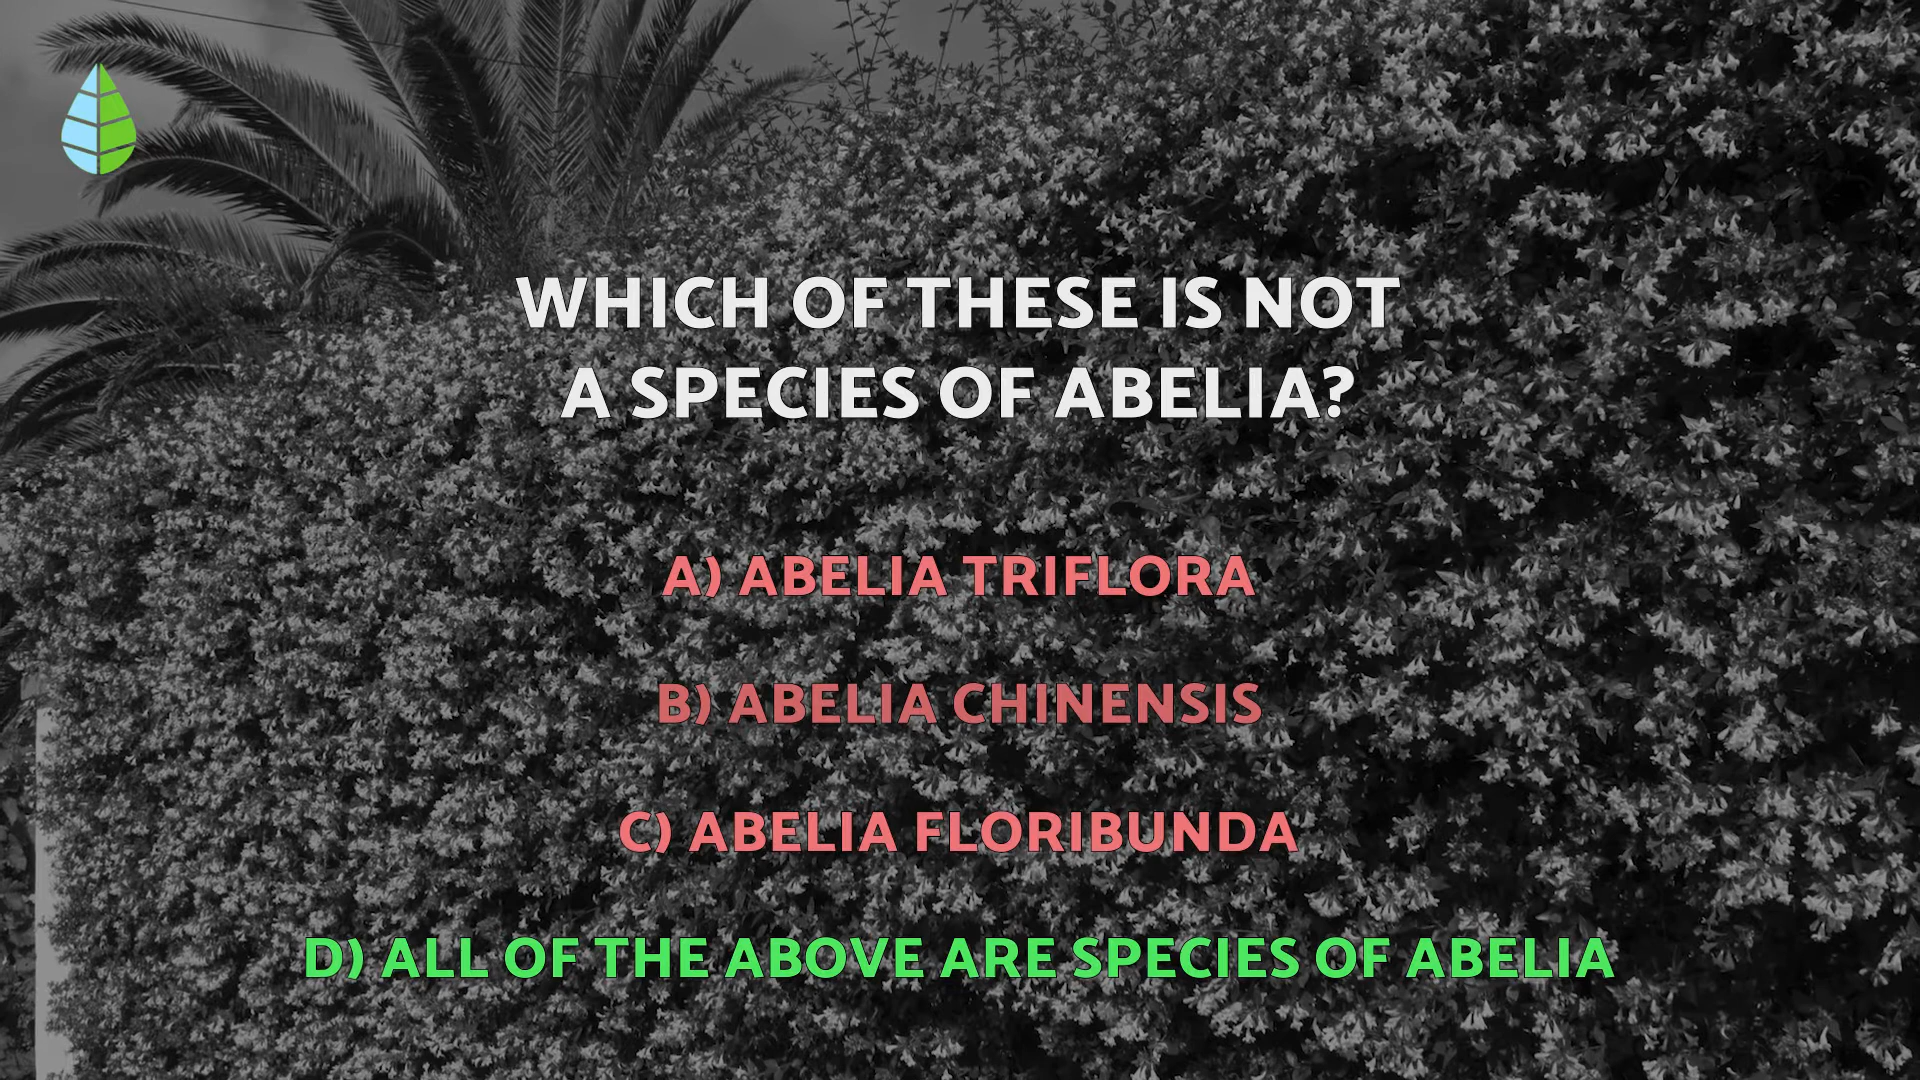 WHICH OF THESE IS NOT
A SPECIES OF ABELIA?
A) ABELIA TRIFLORA
B) ABELIA CHINENSIS
C) ABELIA FLORIBUNDA
D) ALL OF THE ABOVE ARE SPECIES OF ABELIA